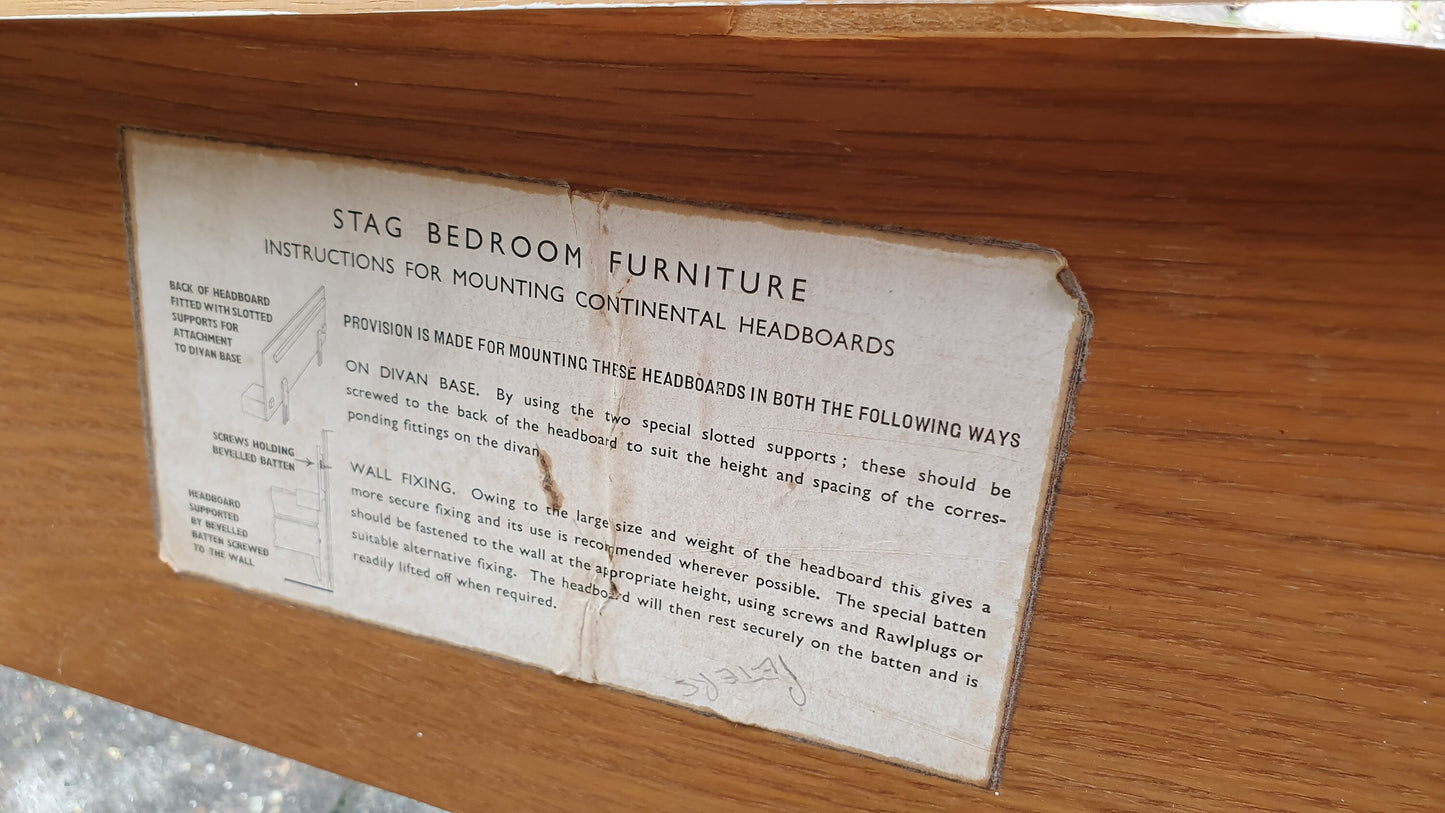 STAG BEDROOM FURNITURE
INSTRUCTIONS FOR MOUNTING CONTINENTAL HEADBOARDS
BACK OF HEADBOARD
FITTED WITH SLOTTED
SUPPORTS FOR
ATTACHMENT
TO DIVAN BASE
SCREWS HOLDING
BEVELLED BATTEN
HEADBOARD
SUPPORTED
BY BEVELLED
BATTEN SCREWED
TO THE WALL
PROVISION IS MADE FOR MOUNTING THESE HEADBOARDS IN BOTH THE FOLLOWING WAYS
ON DIVAN BASE. By using the two special slotted supports; these should be
screwed to the back of the headboard to suit the height and spacing of the corres-
ponding fittings on the divan
WALL FIXING. Owing to the large size and weight of the headboard this gives a
more secure fixing and its use is recommended wherever possible. The special batten
should be fastened to the wall at the appropriate height, using screws and Rawlplugs or
suitable alternative fixing. The headboard will then rest securely on the batten and is
readily lifted off when required.